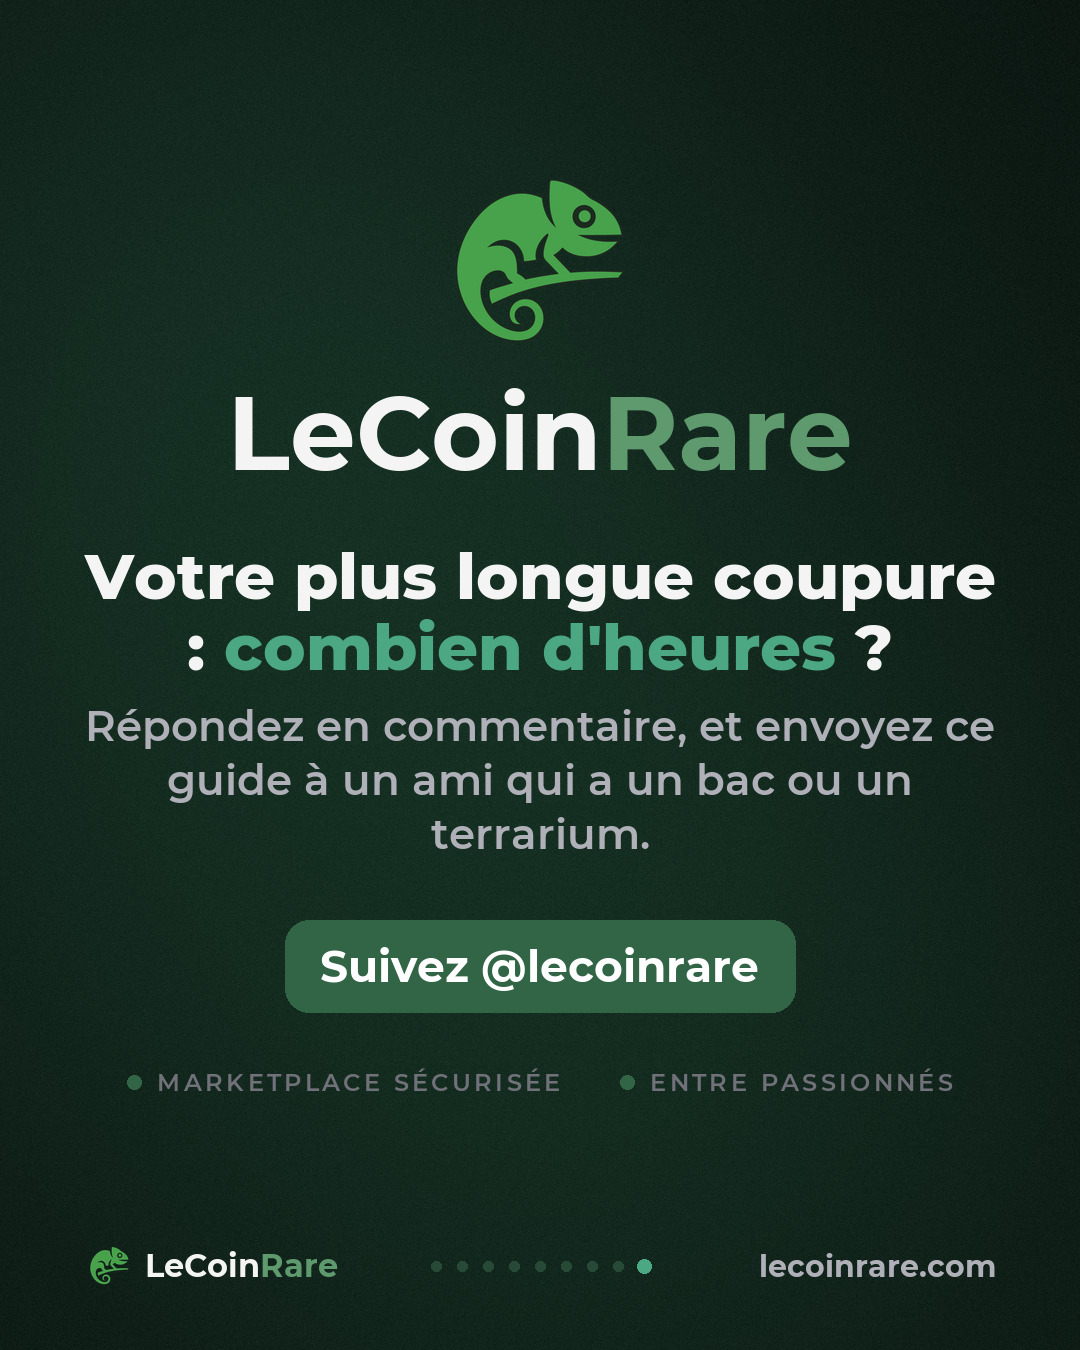 LeCoinRare
Votre plus longue coupure
: combien d'heures ?
Répondez en commentaire, et envoyez ce
guide à un ami qui a un bac ou un
terrarium.
Suivez @lecoinrare
MARKETPLACE SÉCURISÉE
ENTRE PASSIONNÉS
LeCoinRare
lecoinrare.com